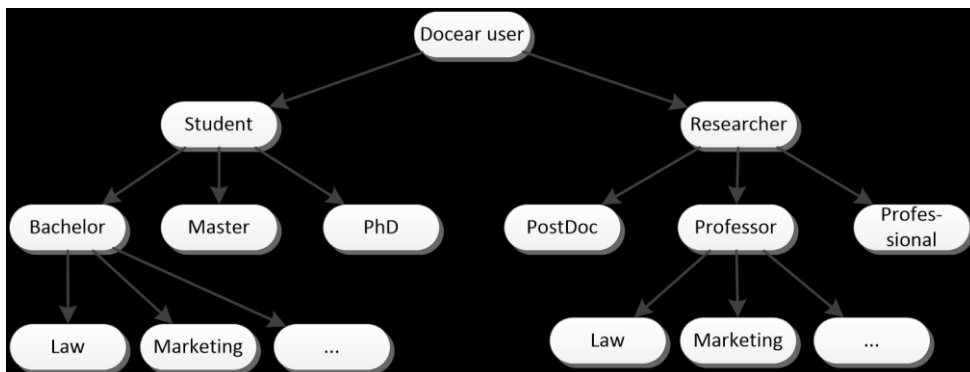 Docear user
Student
Researcher
Bachelor
Master
PhD
PostDoc
Professor
Profes-
sional
Law
Marketing
...
Law
Marketing
...